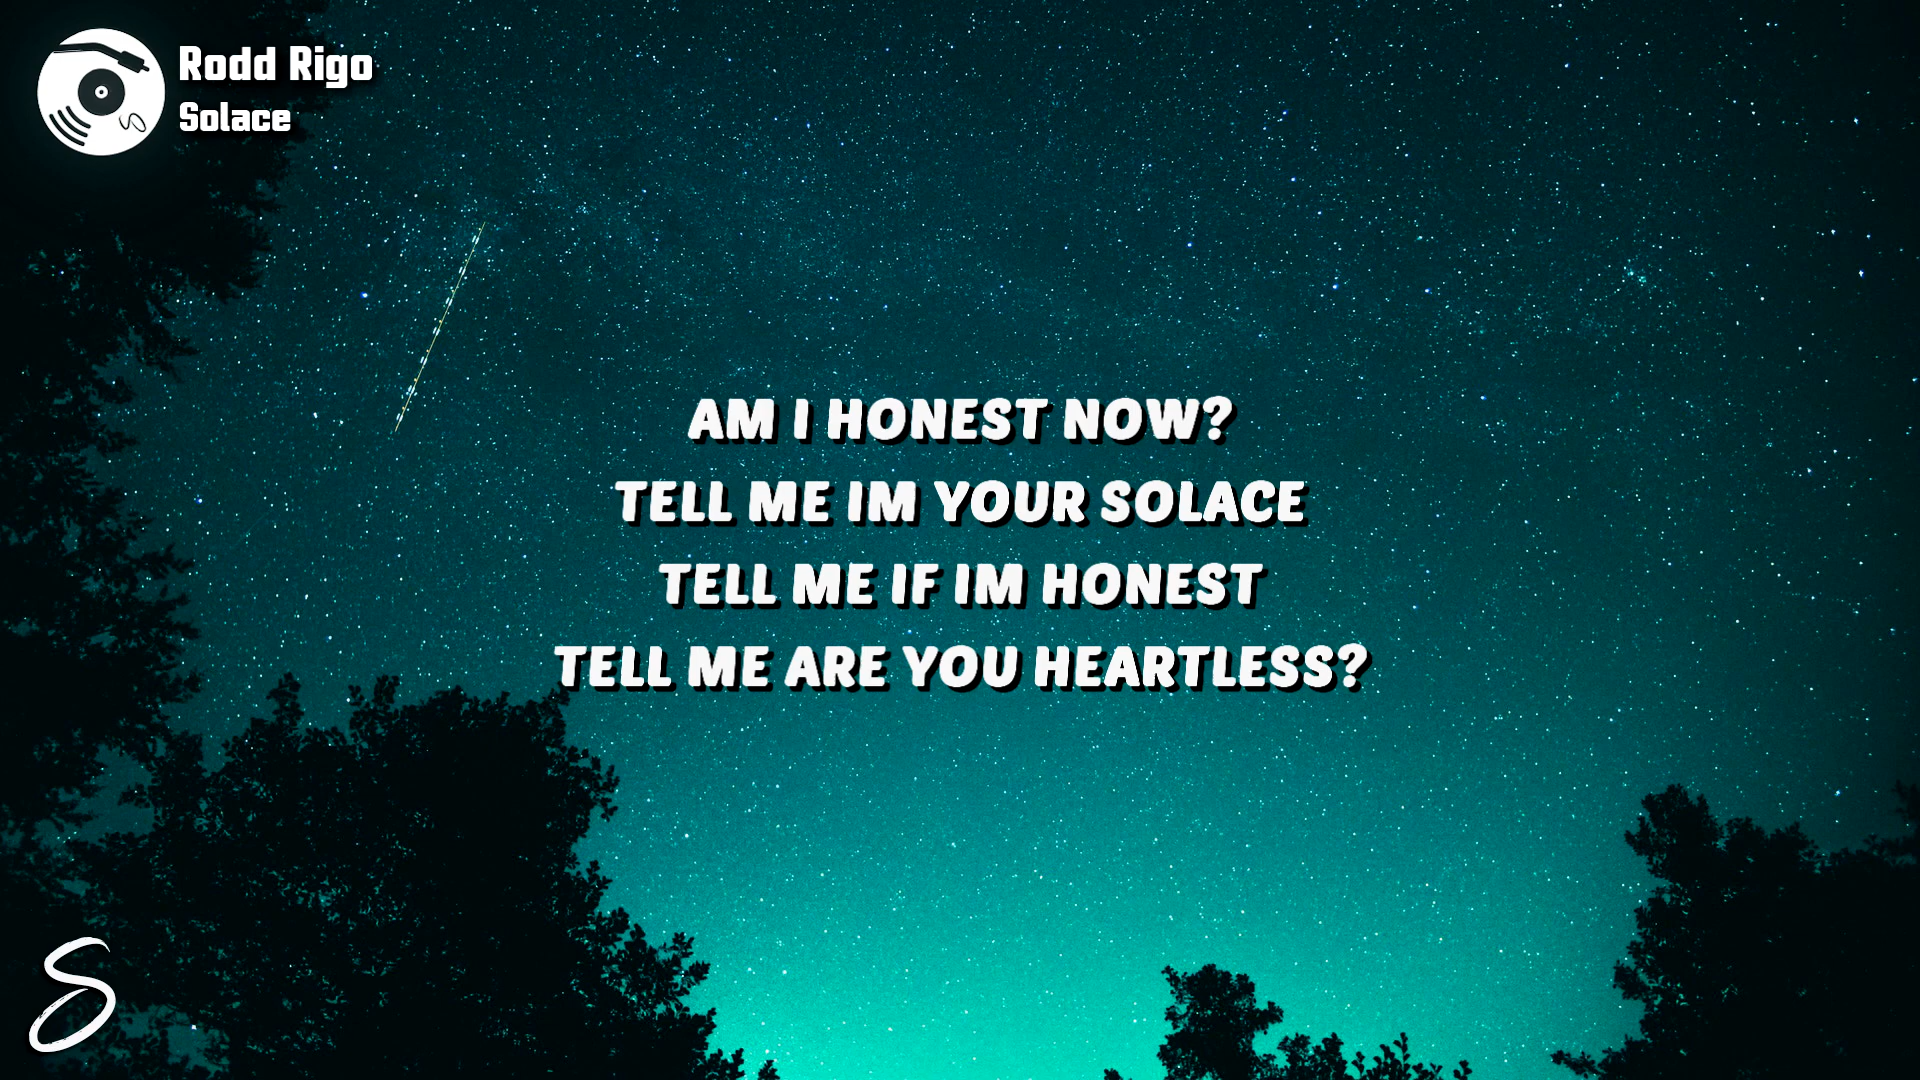 Rodd Rigo
Solace
AM I HONEST NOW?
TELL ME IM YOUR SOLACE
TELL ME IF IM HONEST
TELL ME ARE YOU HEARTLESS?
S